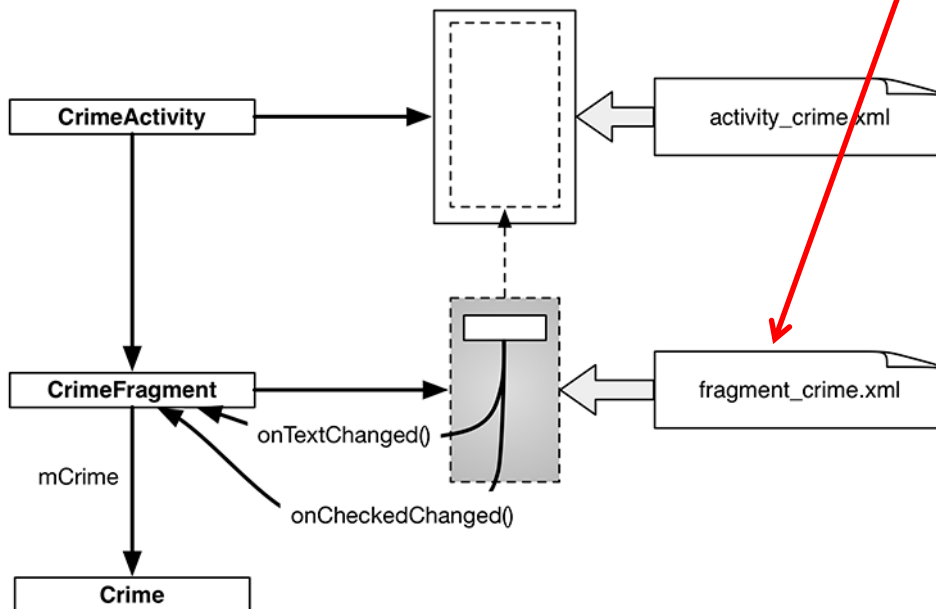 CrimeActivity
activity_crime.xml
CrimeFragment
fragment_crime.xml
onTextChanged()
mCrime
onCheckedChanged()
Crime